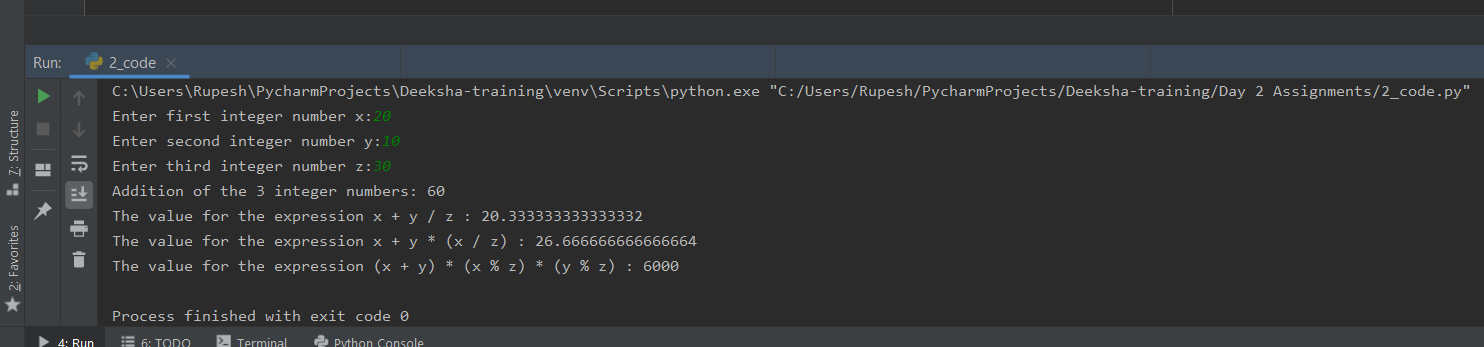 Run: 2_code
C:\Users\Rupesh\PycharmProjects\Deeksha-training\venv\Scripts\python.exe "C:/Users/Rupesh/PycharmProjects/Deeksha-training/Day 2 Assignments/2_code.py"
Enter first integer number x:20
Enter second integer number y:10
Enter third integer number z:30
Addition of the 3 integer numbers: 60
The value for the expression x + y / z : 20.333333333333332
The value for the expression x + y * (x / z) : 26.666666666666664
The value for the expression (x + y) * (x % z) * (y % z) : 6000
Process finished with exit code 0
7: Structure
2: Favorites
4: Run 6: TODO Terminal Python Console